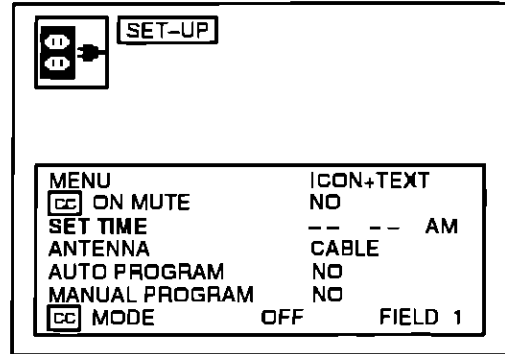 SET-UP
MENU ICON+TEXT
CC ON MUTE NO
SET TIME -- -- AM
ANTENNA CABLE
AUTO PROGRAM NO
MANUAL PROGRAM NO
CC MODE OFF FIELD 1